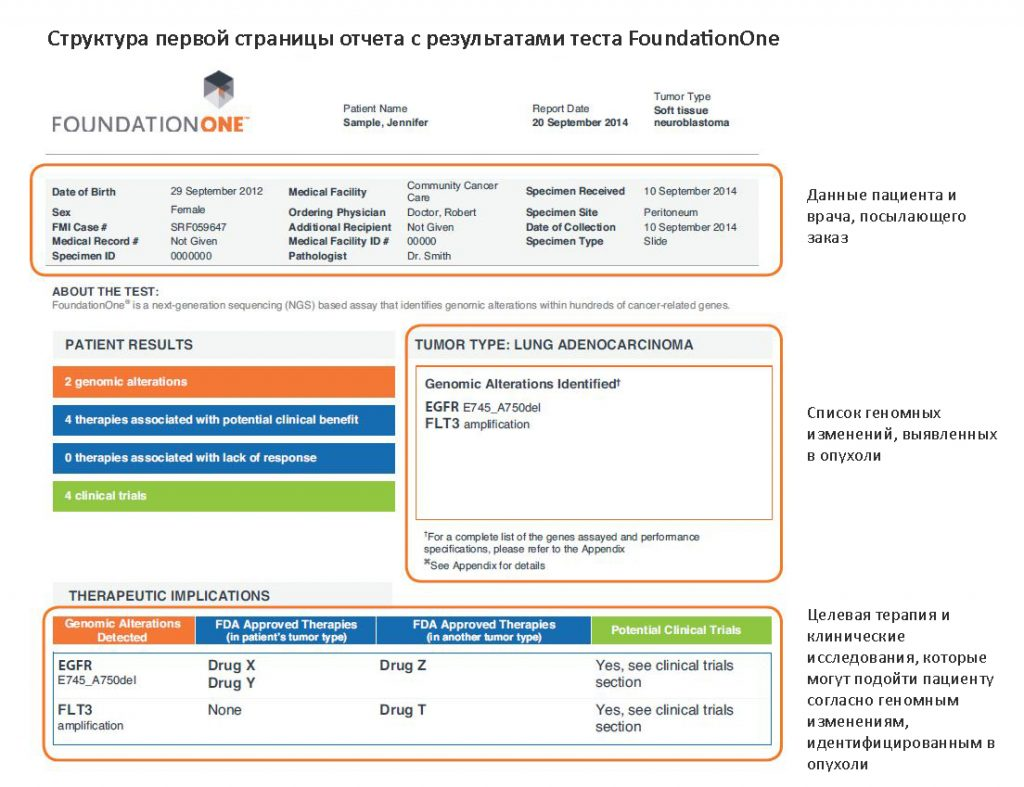 Структура первой страницы отчета с результатами теста FoundationOne
FOUNDATIONONE™
Patient Name
Sample, Jennifer
Report Date
20 September 2014
Tumor Type
Soft tissue
neuroblastoma
Date of Birth 29 September 2012
Sex Female
FMI Case # SRF059647
Medical Record # Not Given
Specimen ID 0000000
Medical Facility Community Cancer
Care
Ordering Physician Doctor, Robert
Additional Recipient Not Given
Medical Facility ID # 00000
Pathologist Dr. Smith
Specimen Received 10 September 2014
Specimen Site Peritoneum
Date of Collection 10 September 2014
Specimen Type Slide
Данные пациента и
врача, посылающего
заказ
ABOUT THE TEST:
FoundationOne® is a next-generation sequencing (NGS) based assay that identifies genomic alterations within hundreds of cancer-related genes.
PATIENT RESULTS
2 genomic alterations
4 therapies associated with potential clinical benefit
0 therapies associated with lack of response
4 clinical trials
TUMOR TYPE: LUNG ADENOCARCINOMA
Genomic Alterations Identified†
EGFR E745_A750del
FLT3 amplification
†For a complete list of the genes assayed and performance
specifications, please refer to the Appendix
※See Appendix for details
Список геномных
изменений, выявленных
в опухоли
THERAPEUTIC IMPLICATIONS
Genomic Alterations
Detected
FDA Approved Therapies
(in patient's tumor type)
FDA Approved Therapies
(in another tumor type)
Potential Clinical Trials
EGFR
E745_A750del
Drug X
Drug Y
Drug Z
Yes, see clinical trials
section
FLT3
amplification
None
Drug T
Yes, see clinical trials
section
Целевая терапия и
клинические
исследования, которые
могут подойти пациенту
согласно геномным
изменениям,
идентифицированным в
опухоли